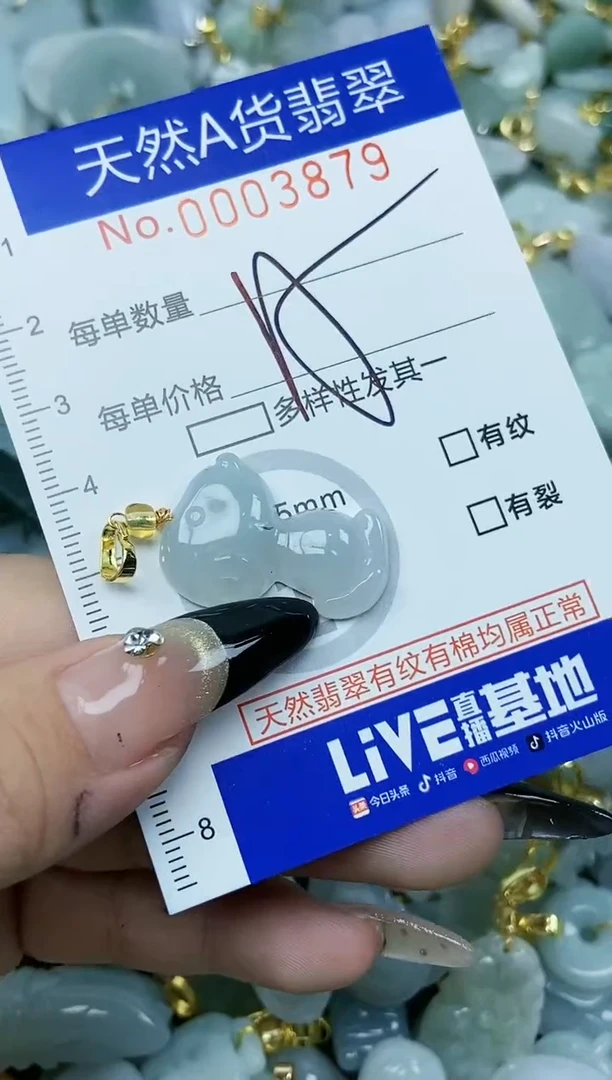 天然A货翡翠
No.0003879
1
2
每单数量
3
每单价格
多样性发其一
4
有纹
5mm
有裂
天然翡翠有纹有棉均属正常
LiVE直播基地
今日头条 抖音 西瓜视频 抖音火山版
8